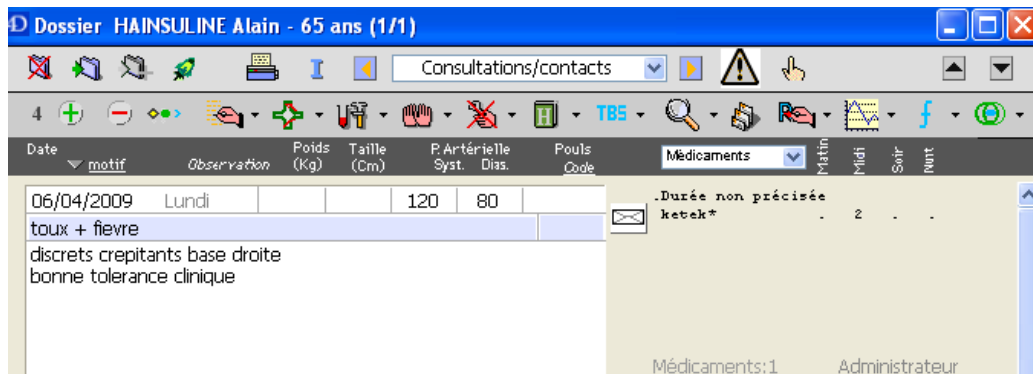 Dossier HAINSULINE Alain - 65 ans (1/1)
Consultations/contacts
4
TBS
Date
motif
Observation
Poids
(Kg)
Taille
(Cm)
P.Artérielle
Syst. Dias.
Pouls
Code
Médicaments
Matin
Midi
Soir
Nuit
06/04/2009 Lundi 120 80
toux + fievre
discrets crepitants base droite
bonne tolerance clinique
.Durée non précisée
ketek* . 2 . .
Médicaments:1 Administrateur